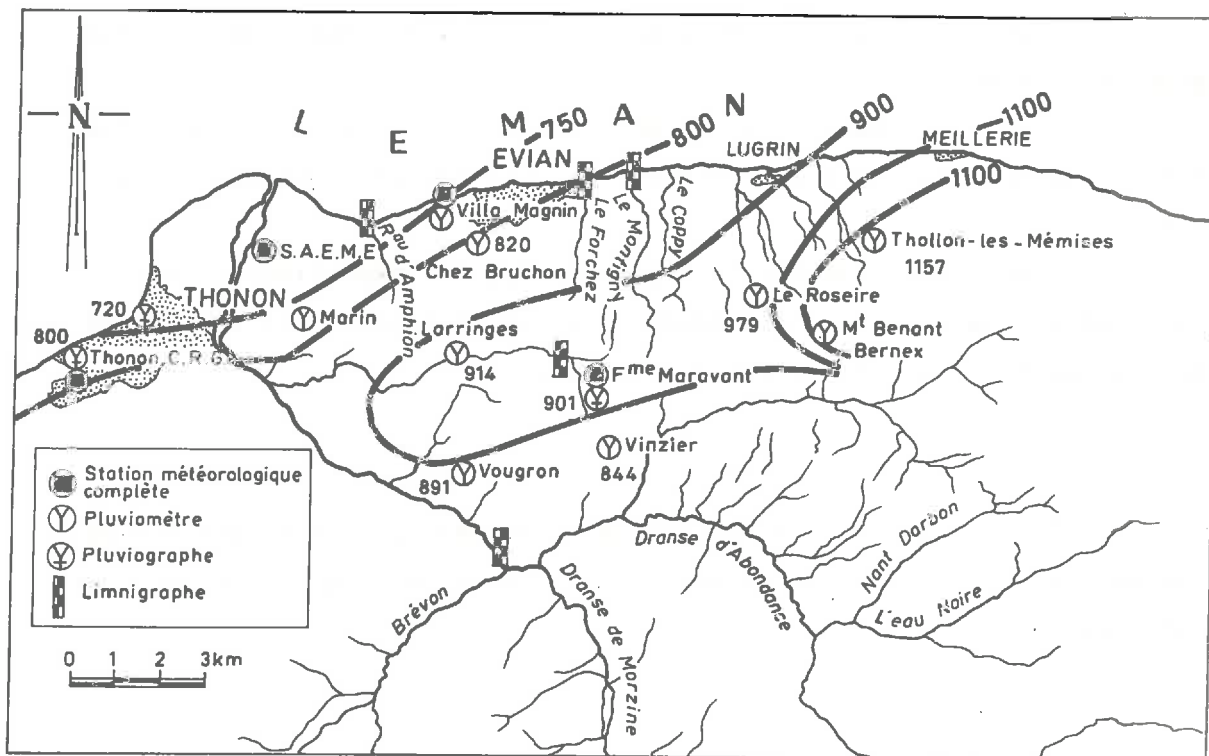 N
L E M A N
750
800
900
1100
EVIAN
LUGRIN
MEILLERIE
1100
Villa Magnin
820
Chez Bruchon
Rau d'Amphion
Le Forchez
Le Montigny
Le Coppy
Thollon-les-Mémises
1157
S.A.E.M.E
THONON
720
800
Thonon C.R.G.
Marin
Larringes
914
Le Roseire
979
Mt Benant
Bernex
Fme Maravant
901
Vinzier
844
Vougron
891
Dranse d'Abondance
Nant Darbon
L'eau Noire
Brévon
Dranse de Morzine
Station météorologique
complète
Pluviomètre
Pluviographe
Limnigraphe
0 1 2 3km